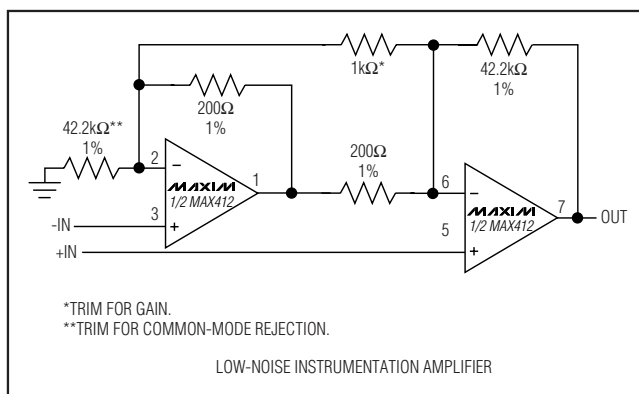 1kΩ*
42.2kΩ
1%
200Ω
1%
42.2kΩ**
1%
200Ω
1%
2
-
1
MAXIM
1/2 MAX412
3
+
6
-
7
MAXIM
1/2 MAX412
5
+
OUT
-IN
+IN
*TRIM FOR GAIN.
**TRIM FOR COMMON-MODE REJECTION.
LOW-NOISE INSTRUMENTATION AMPLIFIER